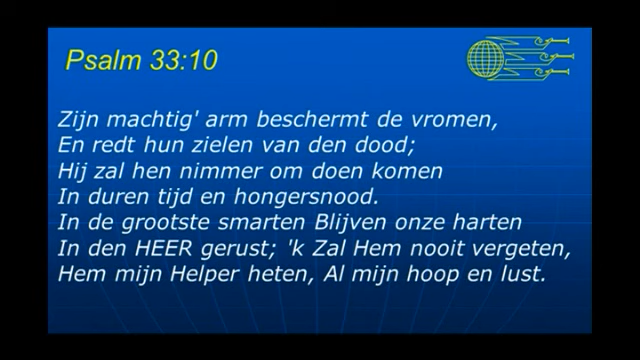 Psalm 33:10
Zijn machtig' arm beschermt de vromen,
En redt hun zielen van den dood;
Hij zal hen nimmer om doen komen
In duren tijd en hongersnood.
In de grootste smarten Blijven onze harten
In den HEER gerust; 'k Zal Hem nooit vergeten,
Hem mijn Helper heten, Al mijn hoop en lust.